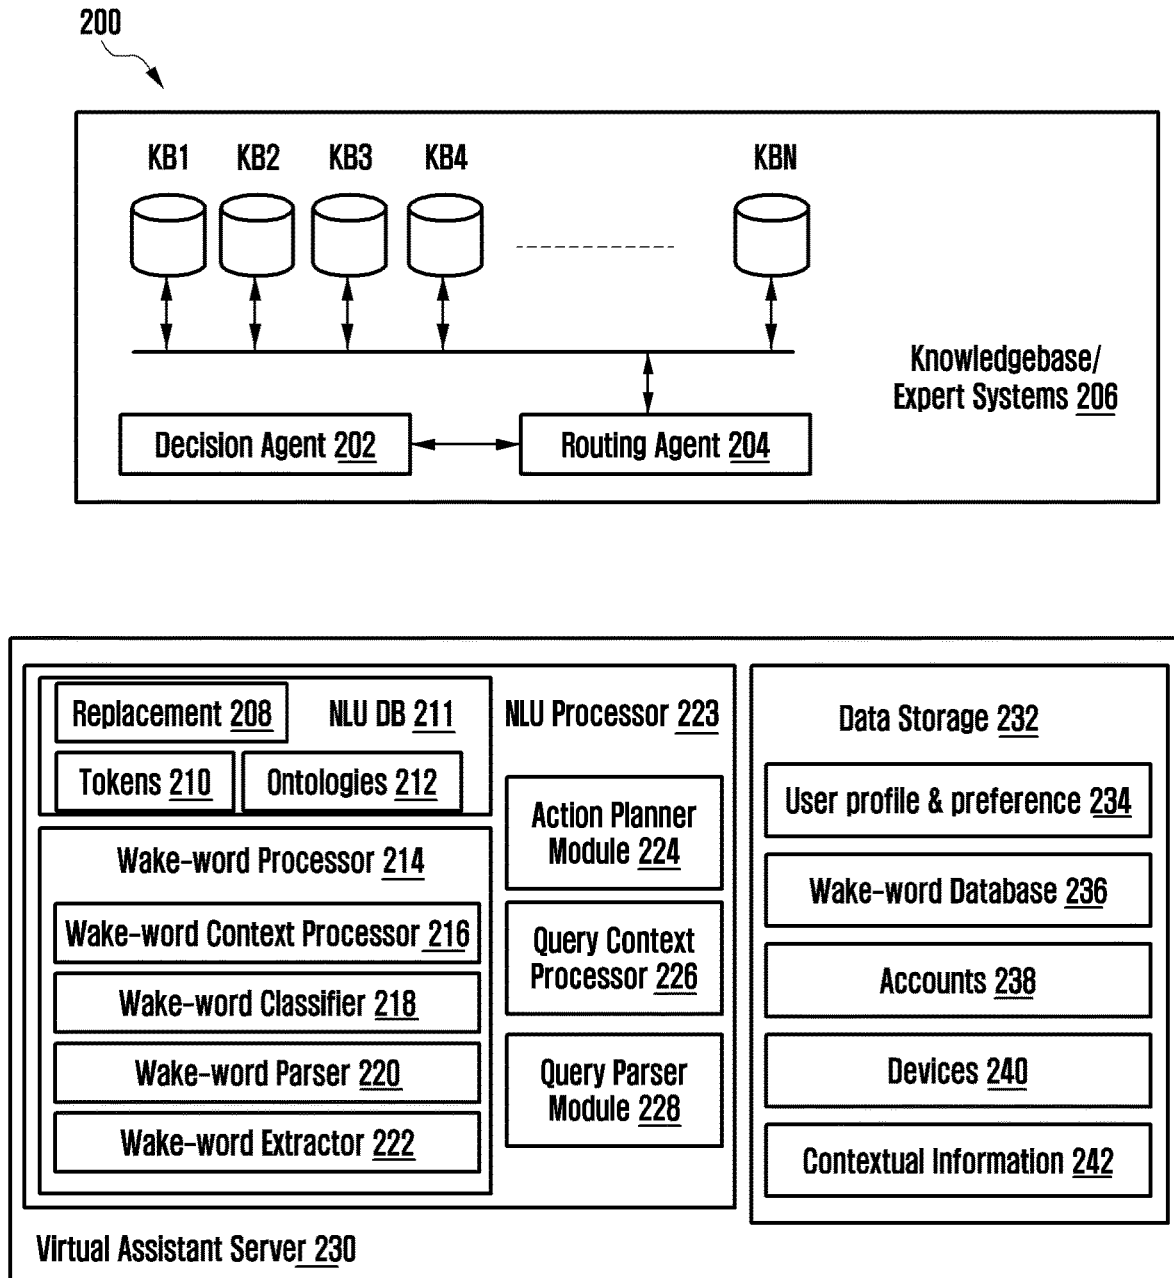 200
KB1 KB2 KB3 KB4 KBN
Knowledgebase/
Expert Systems 206
Decision Agent 202
Routing Agent 204
Replacement 208
NLU DB 211
Tokens 210
Ontologies 212
Wake-word Processor 214
Wake-word Context Processor 216
Wake-word Classifier 218
Wake-word Parser 220
Wake-word Extractor 222
NLU Processor 223
Action Planner
Module 224
Query Context
Processor 226
Query Parser
Module 228
Data Storage 232
User profile & preference 234
Wake-word Database 236
Accounts 238
Devices 240
Contextual Information 242
Virtual Assistant Server 230